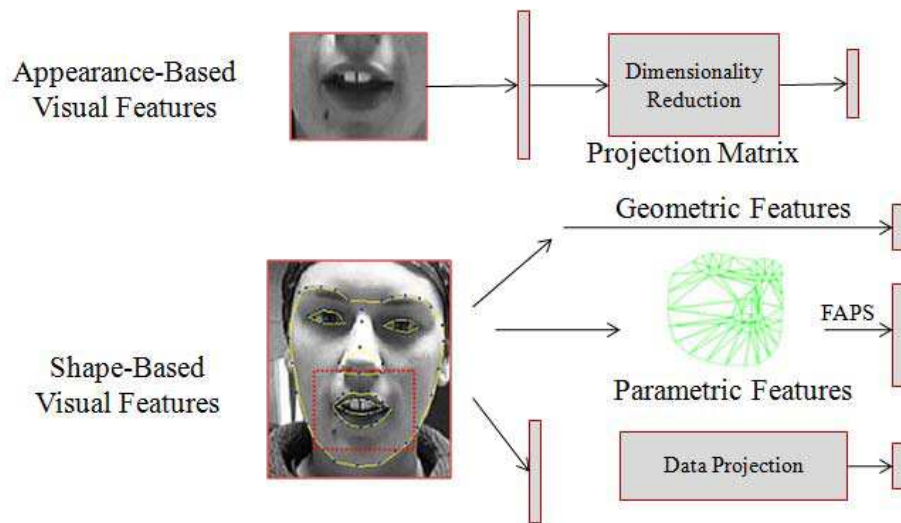 Appearance-Based
Visual Features
Dimensionality
Reduction
Projection Matrix
Geometric Features
FAPS
Shape-Based
Visual Features
Parametric Features
Data Projection